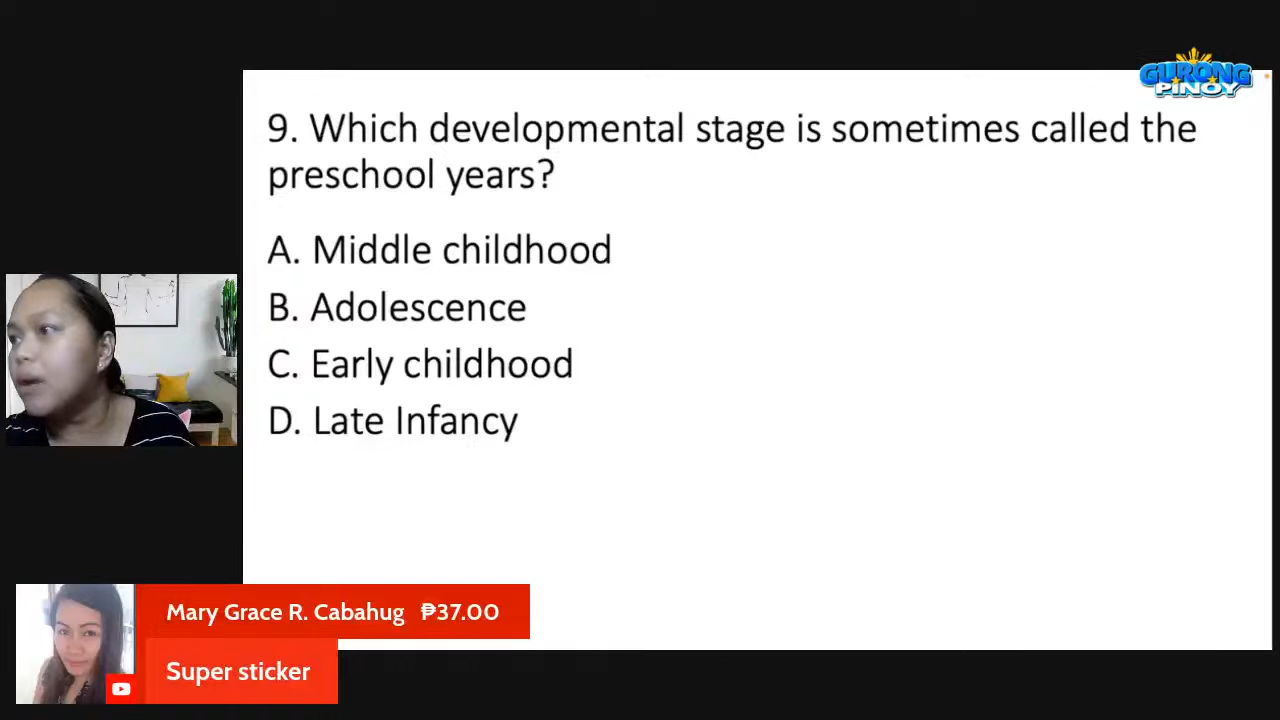 GURONG
PINOY
9. Which developmental stage is sometimes called the
preschool years?
A. Middle childhood
B. Adolescence
C. Early childhood
D. Late Infancy
Mary Grace R. Cabahug ₱37.00
Super sticker